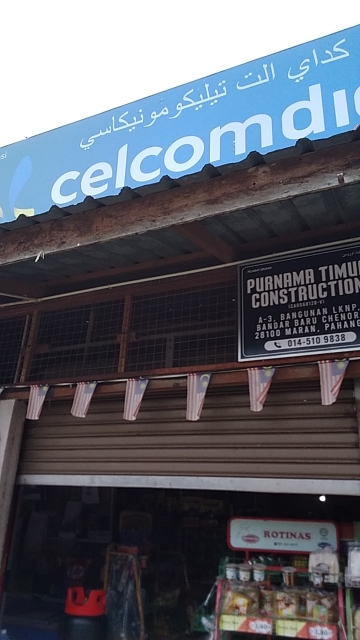 كداي الت تيليكومونيكاسي
celcomdi
PURNAMA TIMU
CONSTRUCTION
A-3, BANGUNAN LKNP,
BANDAR BARU CHENOR
28100 MARAN, PAHANG
014-510 9838
ROTINAS